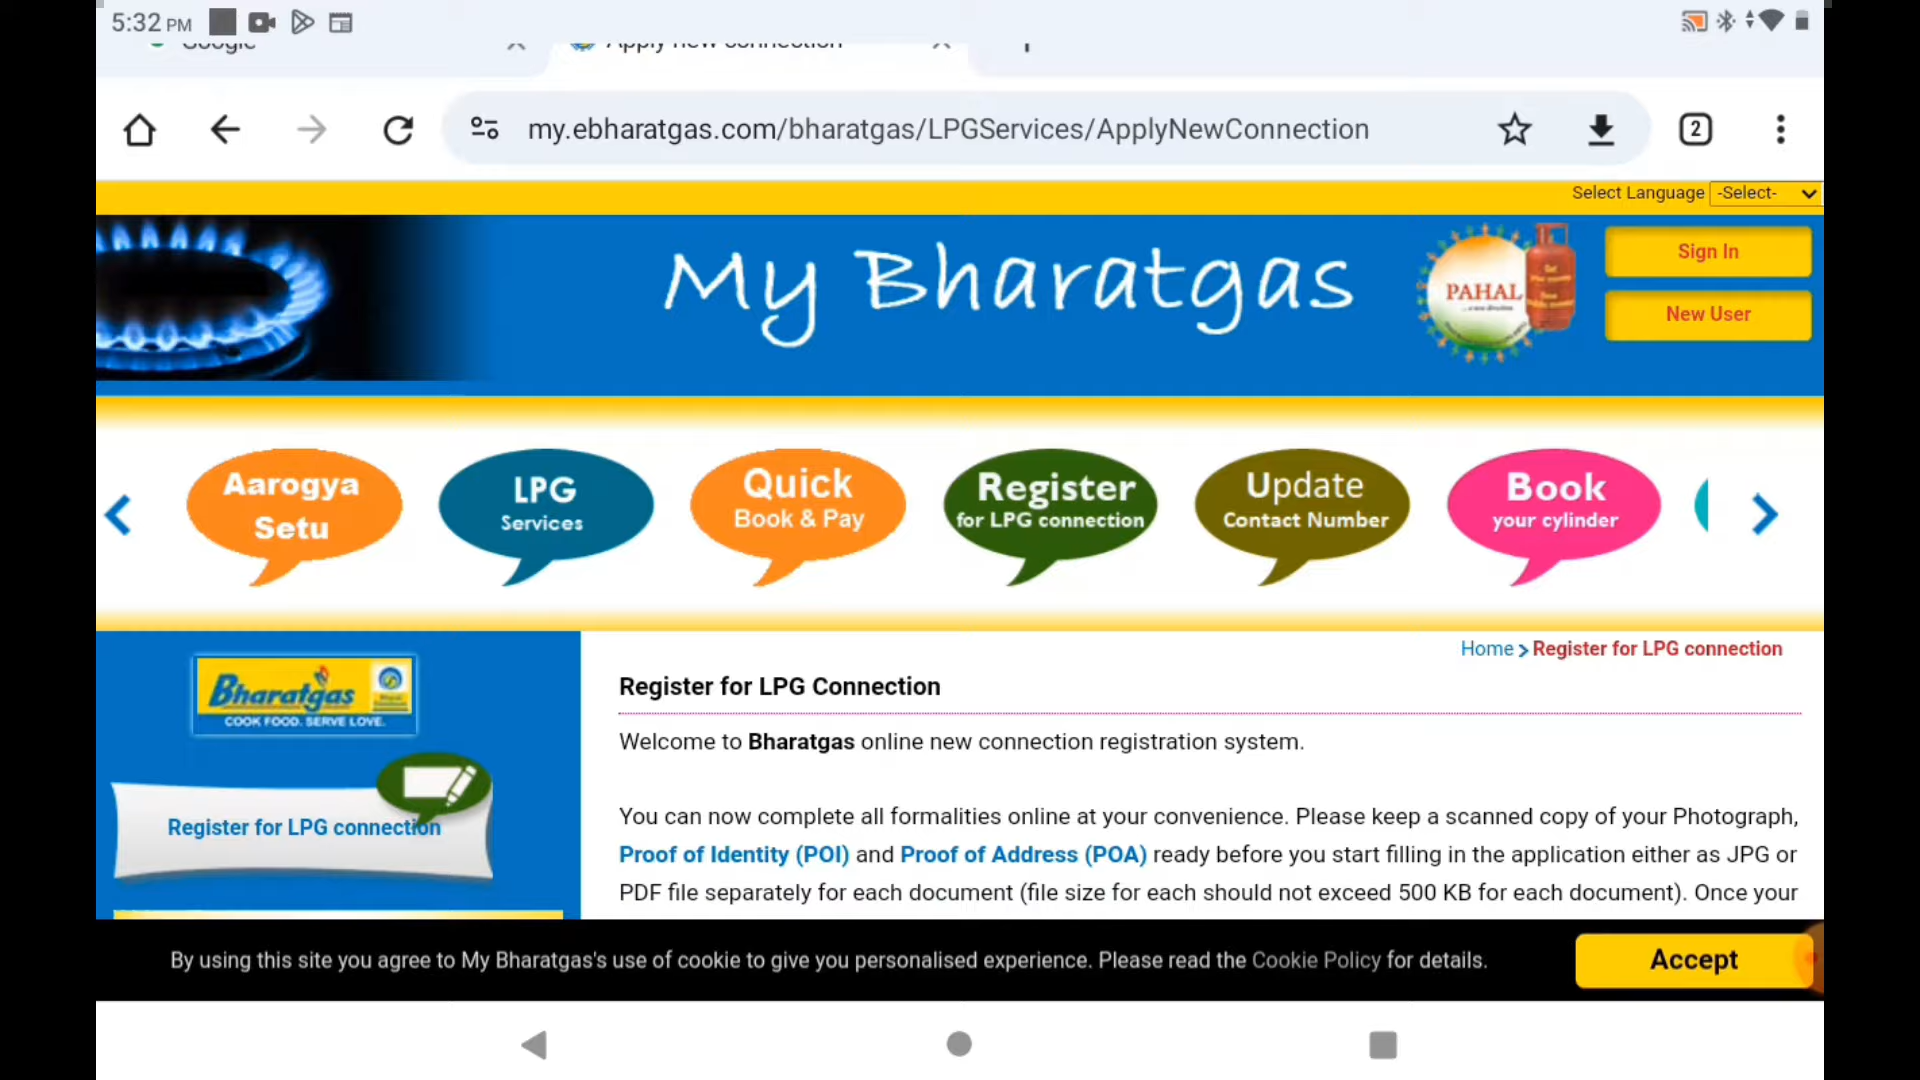 5:32 PM
Google
Apply new connection
my.ebharatgas.com/bharatgas/LPGServices/ApplyNewConnection
2
Select Language -Select-
My Bharatgas
PAHAL
Sign In
New User
Aarogya
Setu
LPG
Services
Quick
Book & Pay
Register
for LPG connection
Update
Contact Number
Book
your cylinder
Home > Register for LPG connection
Bharatgas
COOK FOOD. SERVE LOVE.
Register for LPG connection
Register for LPG Connection
Welcome to Bharatgas online new connection registration system.
You can now complete all formalities online at your convenience. Please keep a scanned copy of your Photograph,
Proof of Identity (POI) and Proof of Address (POA) ready before you start filling in the application either as JPG or
PDF file separately for each document (file size for each should not exceed 500 KB for each document). Once your
By using this site you agree to My Bharatgas's use of cookie to give you personalised experience. Please read the Cookie Policy for details.
Accept